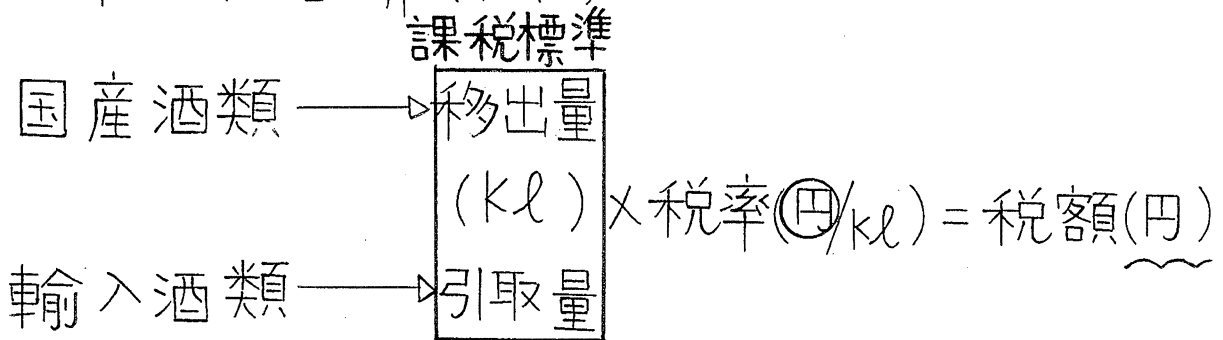 課税標準
国産酒類 → 移出量
(kl) × 税率(円/kl) = 税額(円)
輸入酒類 → 引取量